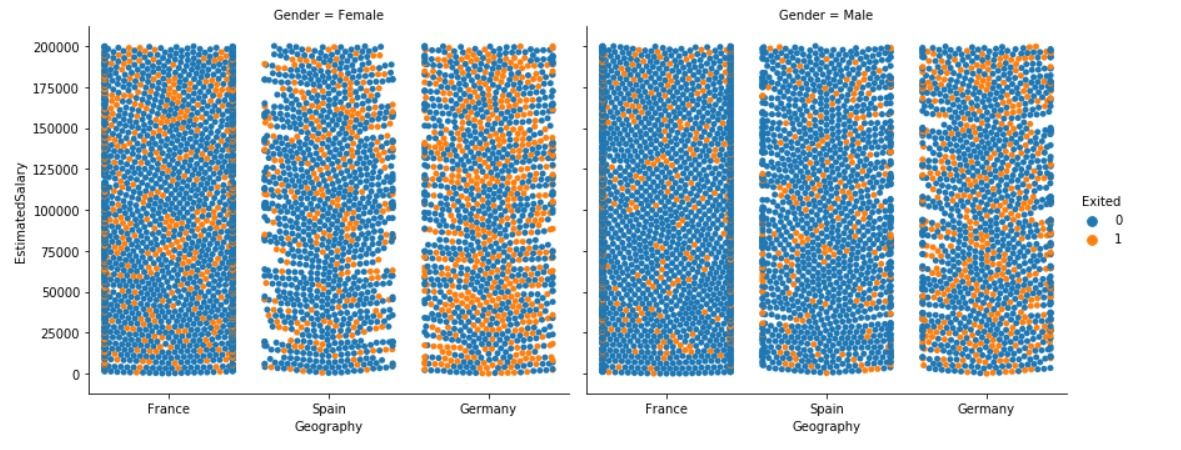 Gender = Female
Gender = Male
200000
175000
150000
125000
100000
75000
50000
25000
0
EstimatedSalary
France
Spain
Germany
Geography
France
Spain
Germany
Geography
Exited
0
1